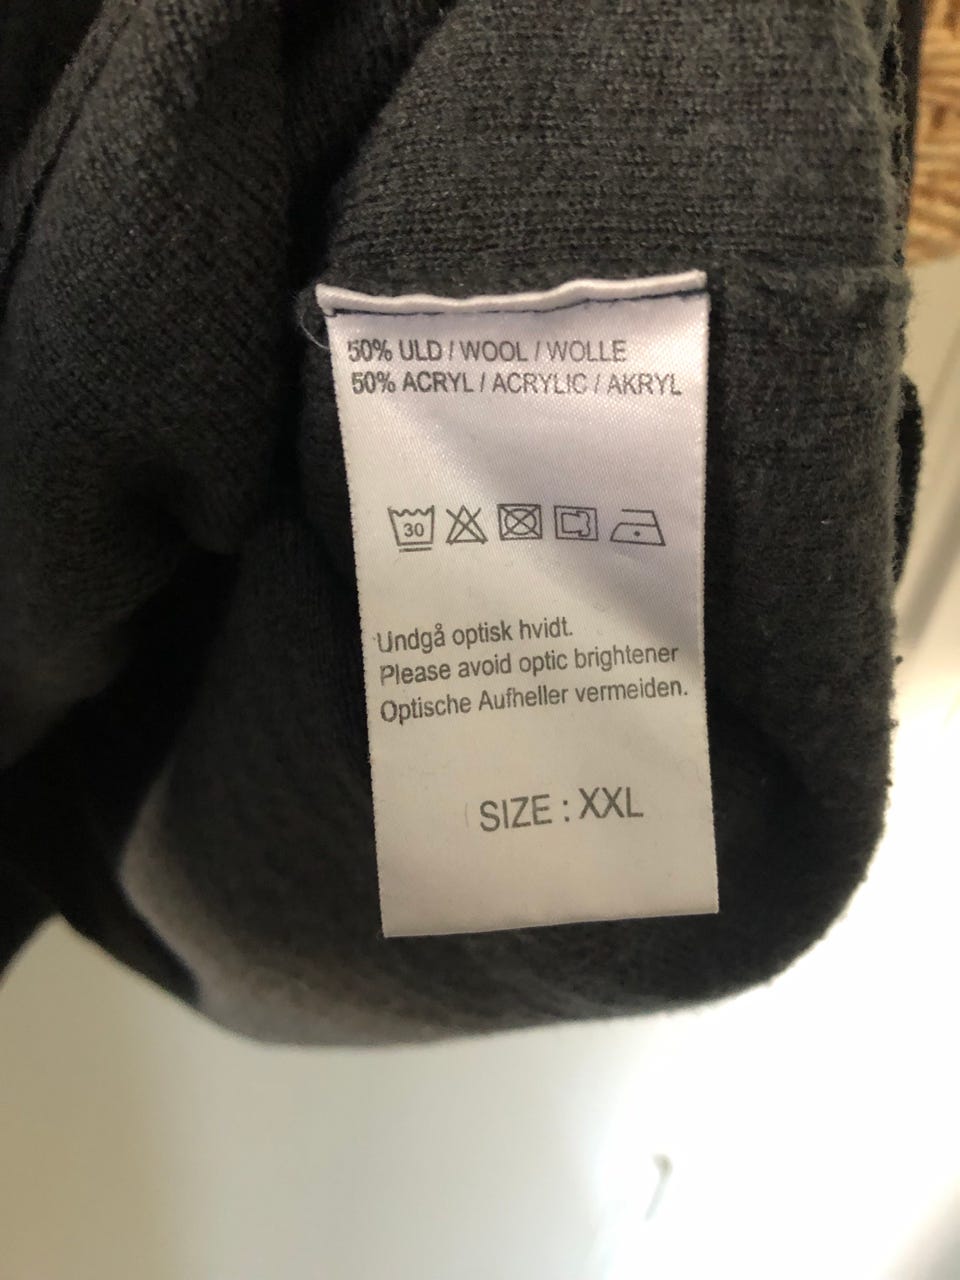 50% ULD / WOOL / WOLLE
50% ACRYL / ACRYLIC / AKRYL
30
Undgå optisk hvidt.
Please avoid optic brightener
Optische Aufheller vermeiden.
SIZE : XXL